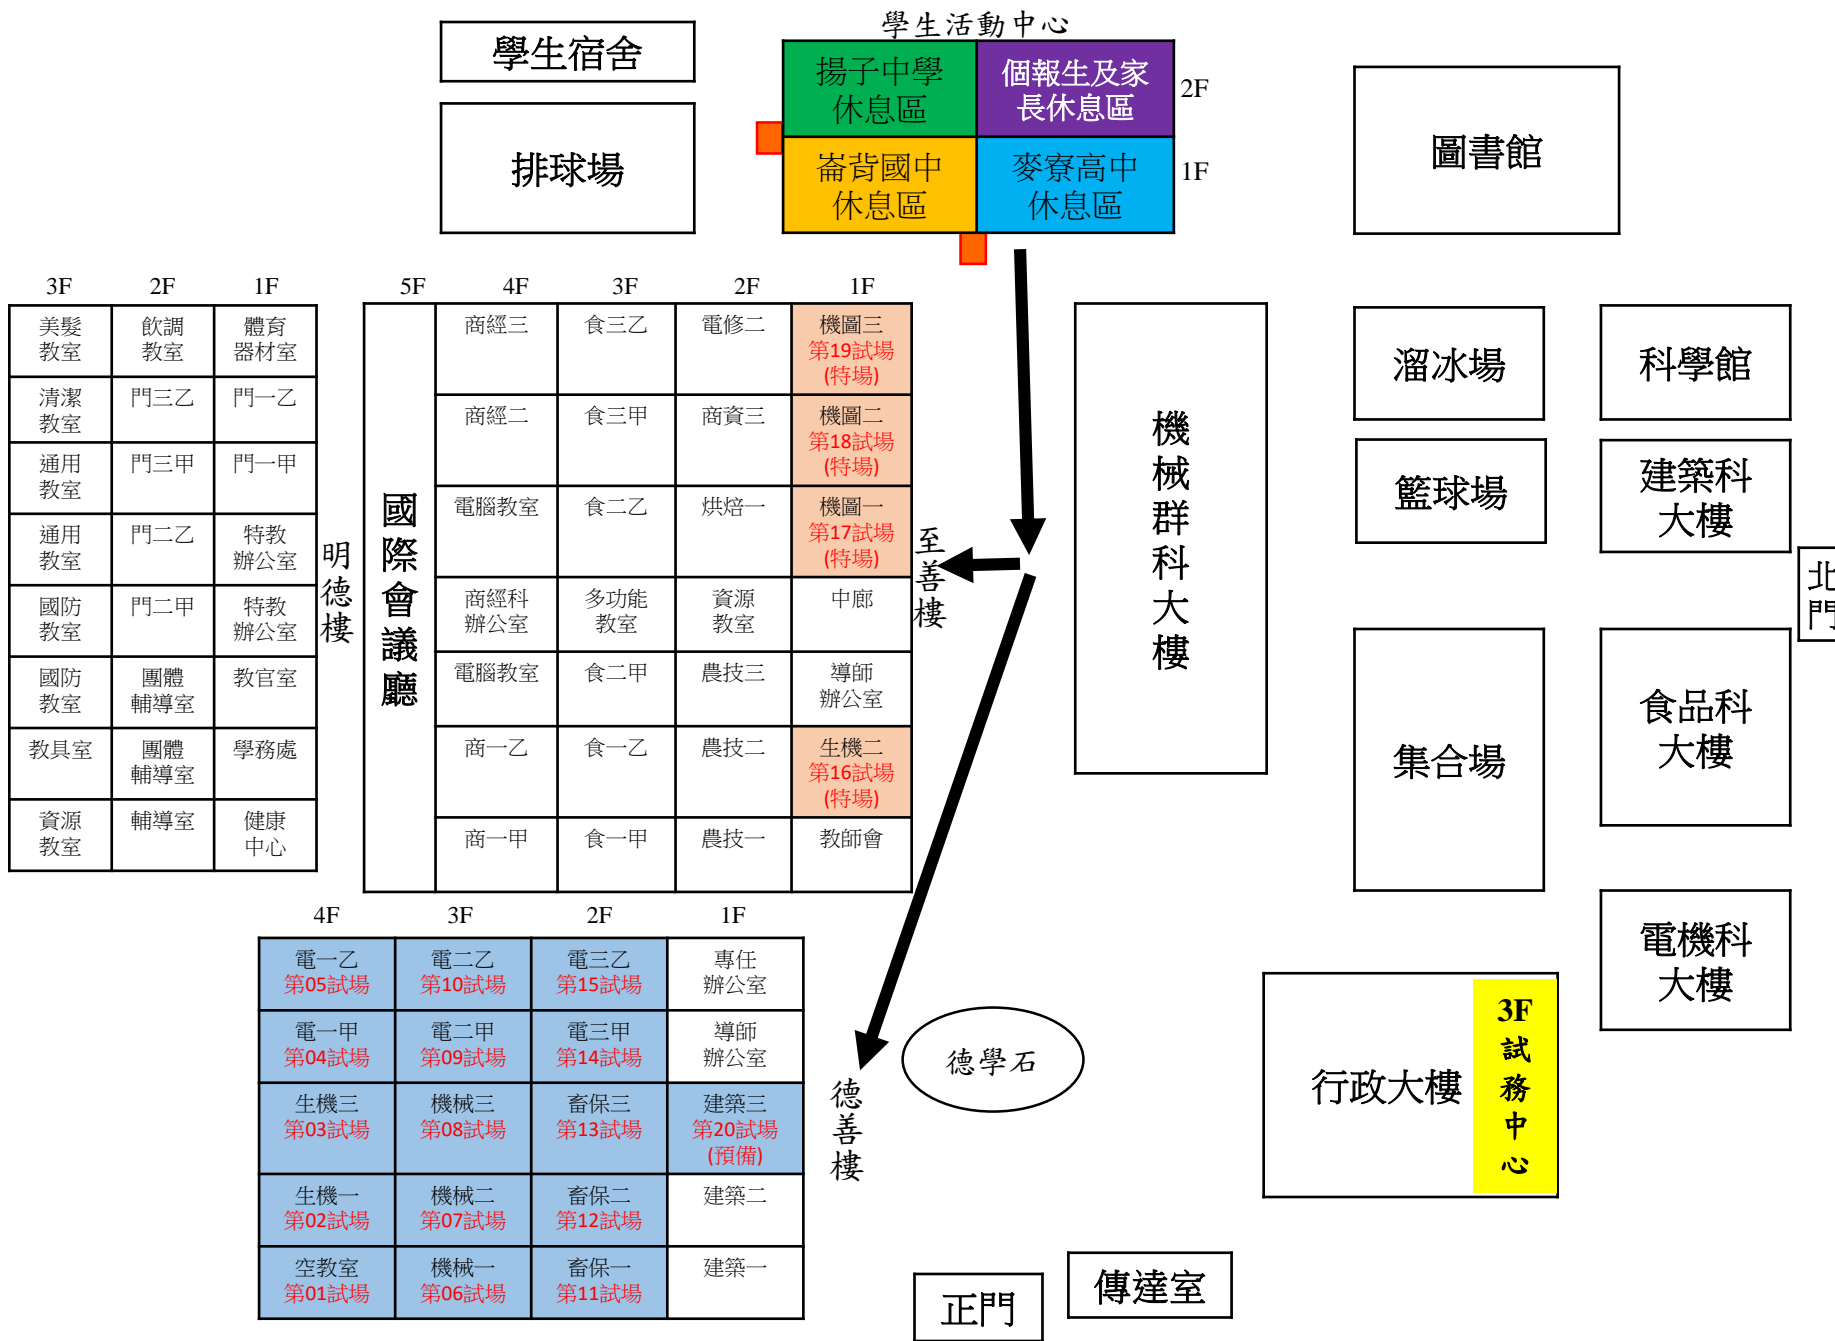 學生活動中心
學生宿舍
揚子中學
休息區
個報生及家
長休息區
2F
排球場
崙背國中
休息區
麥寮高中
休息區
1F
圖書館
3F 2F 1F
美髮
教室
飲調
教室
體育
器材室
清潔
教室
門三乙
門一乙
通用
教室
門三甲
門一甲
通用
教室
門二乙
特教
辦公室
國防
教室
門二甲
特教
辦公室
國防
教室
團體
輔導室
教官室
教具室
團體
輔導室
學務處
資源
教室
輔導室
健康
中心
明德樓
5F 4F 3F 2F 1F
國際會議廳
商經三
食三乙
電修二
機圖三
第19試場
(特場)
商經二
食三甲
商資三
機圖二
第18試場
(特場)
電腦教室
食二乙
烘焙一
機圖一
第17試場
(特場)
商經科
辦公室
多功能
教室
資源
教室
中廊
電腦教室
食二甲
農技三
導師
辦公室
商一乙
食一乙
農技二
生機二
第16試場
(特場)
商一甲
食一甲
農技一
教師會
至善樓
機械群科大樓
溜冰場
科學館
籃球場
建築科
大樓
北門
集合場
食品科
大樓
電機科
大樓
4F 3F 2F 1F
電一乙
第05試場
電二乙
第10試場
電三乙
第15試場
專任
辦公室
電一甲
第04試場
電二甲
第09試場
電三甲
第14試場
導師
辦公室
生機三
第03試場
機械三
第08試場
畜保三
第13試場
建築三
第20試場
(預備)
生機一
第02試場
機械二
第07試場
畜保二
第12試場
建築二
空教室
第01試場
機械一
第06試場
畜保一
第11試場
建築一
德善樓
德學石
行政大樓
3F
試務中心
正門
傳達室